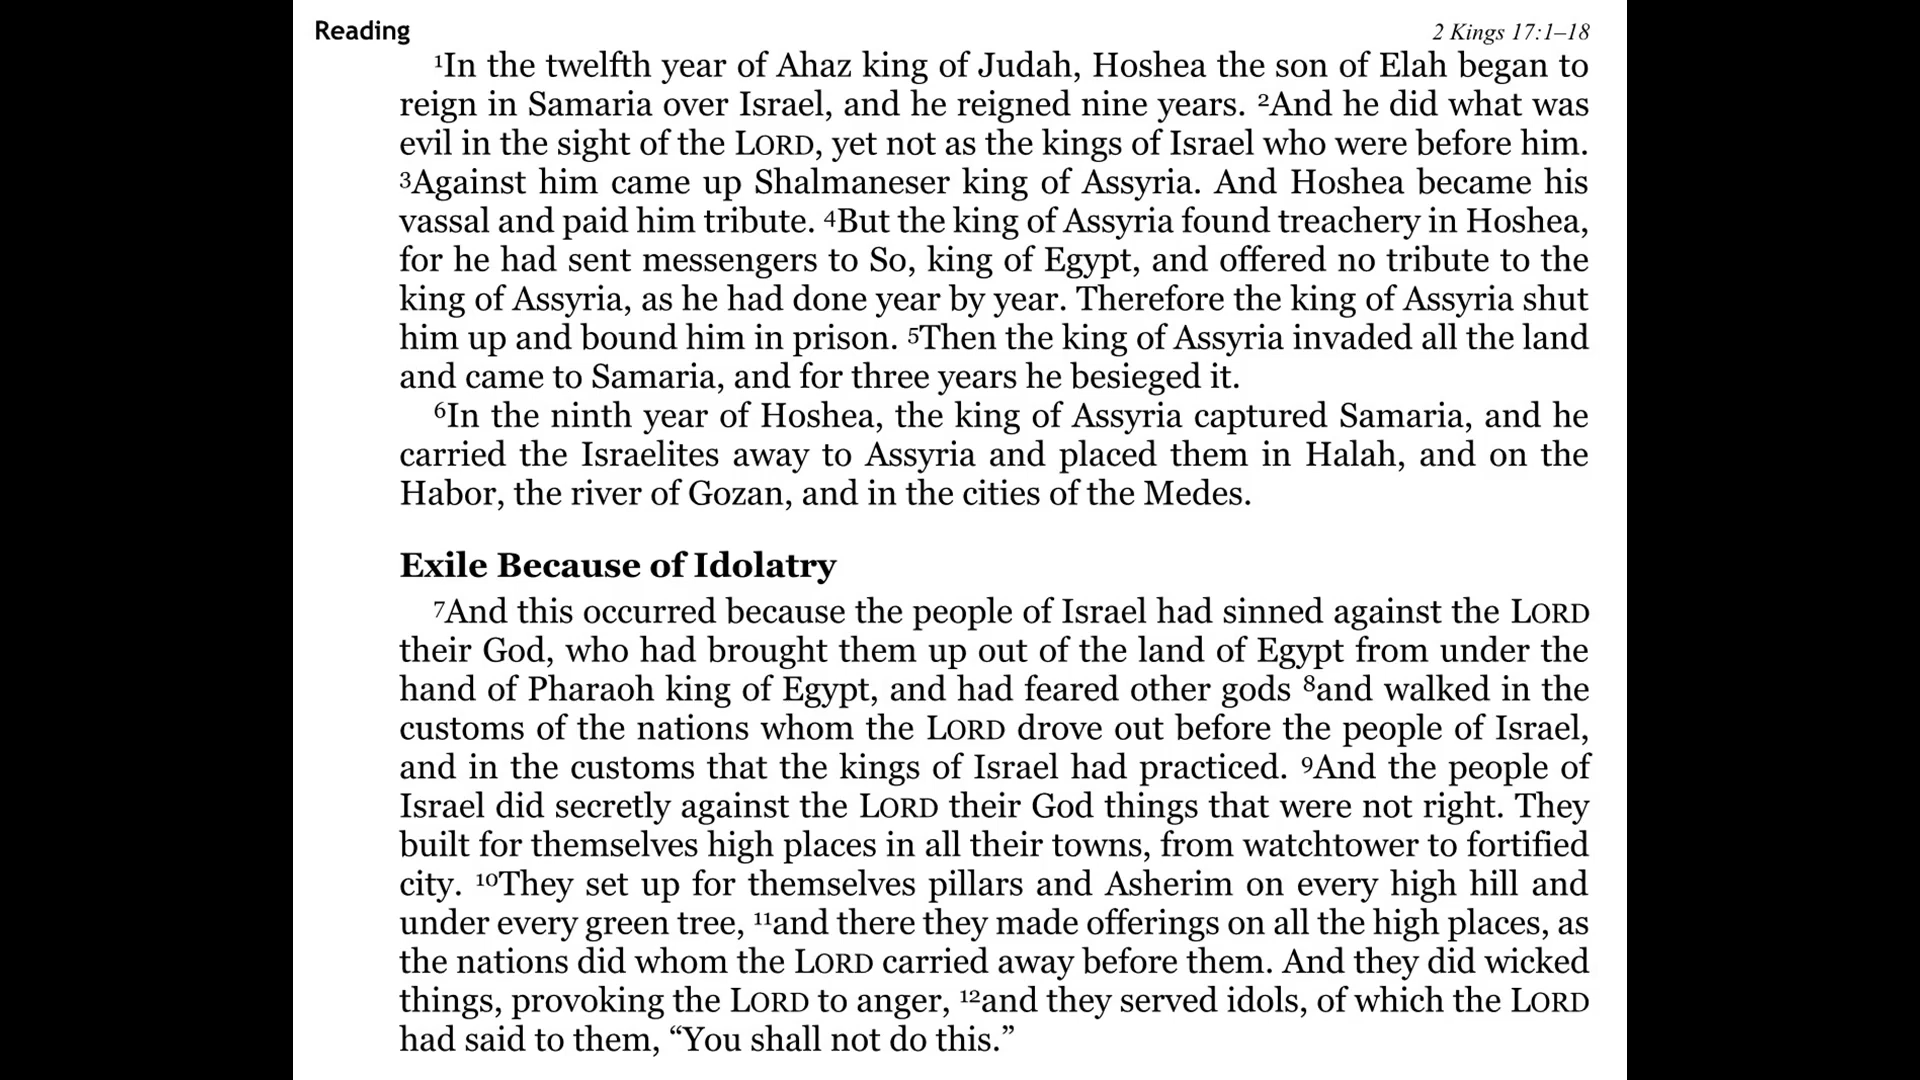 Reading
2 Kings 17:1–18
1In the twelfth year of Ahaz king of Judah, Hoshea the son of Elah began to
reign in Samaria over Israel, and he reigned nine years. 2And he did what was
evil in the sight of the LORD, yet not as the kings of Israel who were before him.
3Against him came up Shalmaneser king of Assyria. And Hoshea became his
vassal and paid him tribute. 4But the king of Assyria found treachery in Hoshea,
for he had sent messengers to So, king of Egypt, and offered no tribute to the
king of Assyria, as he had done year by year. Therefore the king of Assyria shut
him up and bound him in prison. 5Then the king of Assyria invaded all the land
and came to Samaria, and for three years he besieged it.
6In the ninth year of Hoshea, the king of Assyria captured Samaria, and he
carried the Israelites away to Assyria and placed them in Halah, and on the
Habor, the river of Gozan, and in the cities of the Medes.
Exile Because of Idolatry
7And this occurred because the people of Israel had sinned against the LORD
their God, who had brought them up out of the land of Egypt from under the
hand of Pharaoh king of Egypt, and had feared other gods 8and walked in the
customs of the nations whom the LORD drove out before the people of Israel,
and in the customs that the kings of Israel had practiced. 9And the people of
Israel did secretly against the LORD their God things that were not right. They
built for themselves high places in all their towns, from watchtower to fortified
city. 10They set up for themselves pillars and Asherim on every high hill and
under every green tree, 11and there they made offerings on all the high places, as
the nations did whom the LORD carried away before them. And they did wicked
things, provoking the LORD to anger, 12and they served idols, of which the LORD
had said to them, “You shall not do this.”